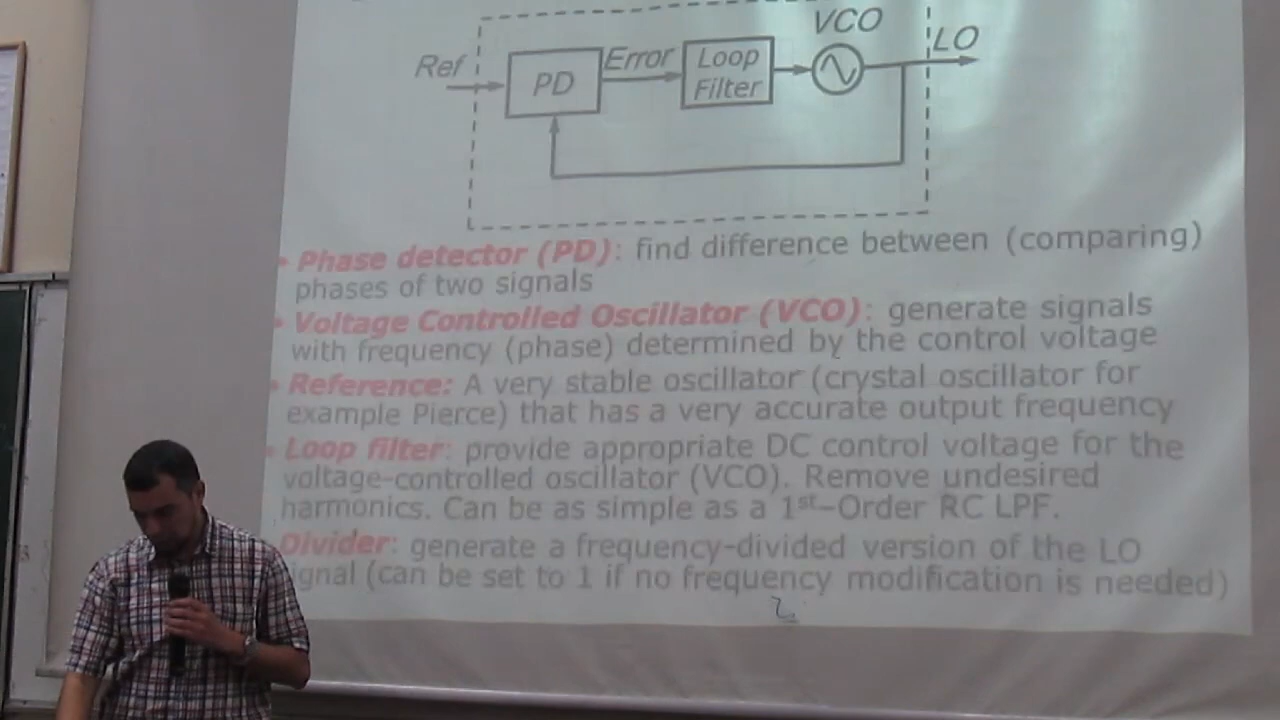 VCO
LO
Ref
PD
Error
Loop
Filter
• Phase detector (PD): find difference between (comparing)
phases of two signals
• Voltage Controlled Oscillator (VCO): generate signals
with frequency (phase) determined by the control voltage
• Reference: A very stable oscillator (crystal oscillator for
example Pierce) that has a very accurate output frequency
• Loop filter: provide appropriate DC control voltage for the
voltage-controlled oscillator (VCO). Remove undesired
harmonics. Can be as simple as a 1st–Order RC LPF.
Divider: generate a frequency-divided version of the LO
ignal (can be set to 1 if no frequency modification is needed)